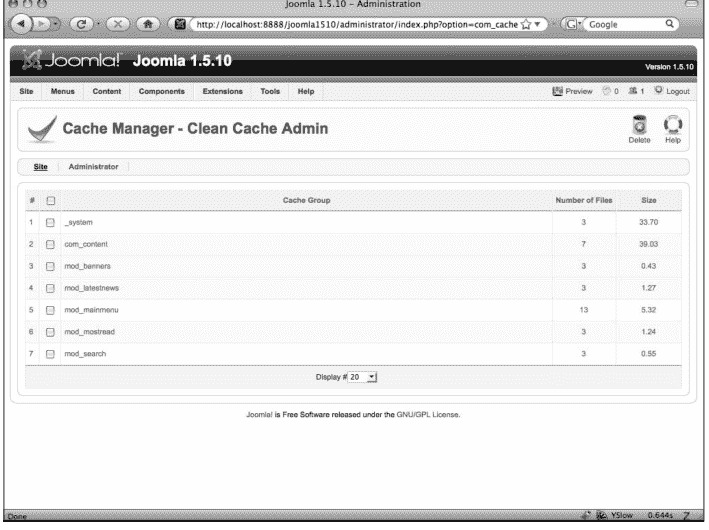 Joomla 1.5.10 – Administration
http://localhost:8888/joomla1510/administrator/index.php?option=com_cache
G Google
Joomla! Joomla 1.5.10
Version 1.5.10
Site Menus Content Components Extensions Tools Help Preview 0 1 Logout
Cache Manager - Clean Cache Admin
Delete Help
Site Administrator
# Cache Group Number of Files Size
1 _system 3 33.70
2 com_content 7 39.03
3 mod_banners 3 0.43
4 mod_latestnews 3 1.27
5 mod_mainmenu 13 5.32
6 mod_mostread 3 1.24
7 mod_search 3 0.55
Display # 20
Joomla! is Free Software released under the GNU/GPL License.
Done YSlow 0.644s